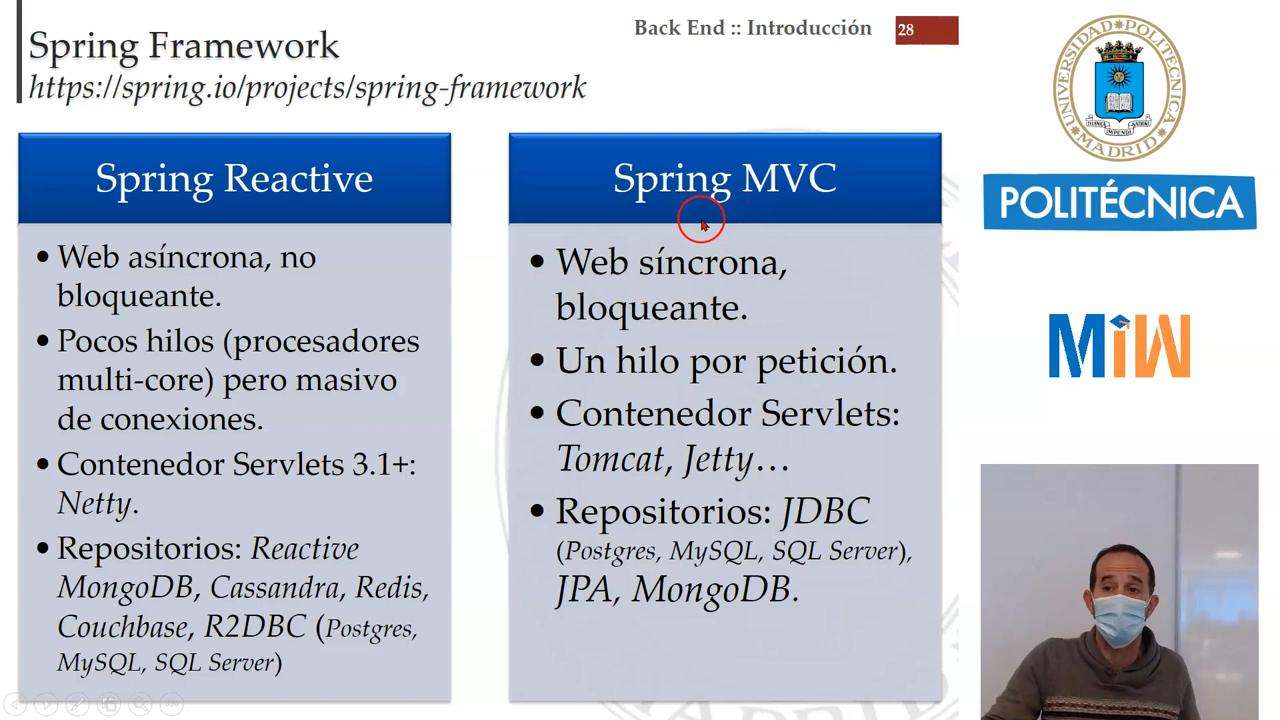 Back End :: Introducción
28
Spring Framework
https://spring.io/projects/spring-framework
Spring Reactive
• Web asíncrona, no
bloqueante.
• Pocos hilos (procesadores
multi-core) pero masivo
de conexiones.
• Contenedor Servlets 3.1+:
Netty.
• Repositorios: Reactive
MongoDB, Cassandra, Redis,
Couchbase, R2DBC (Postgres,
MySQL, SQL Server)
Spring MVC
• Web síncrona,
bloqueante.
• Un hilo por petición.
• Contenedor Servlets:
Tomcat, Jetty…
• Repositorios: JDBC
(Postgres, MySQL, SQL Server),
JPA, MongoDB.
UNIVERSIDAD POLITÉCNICA
MADRID
POLITÉCNICA
MiW